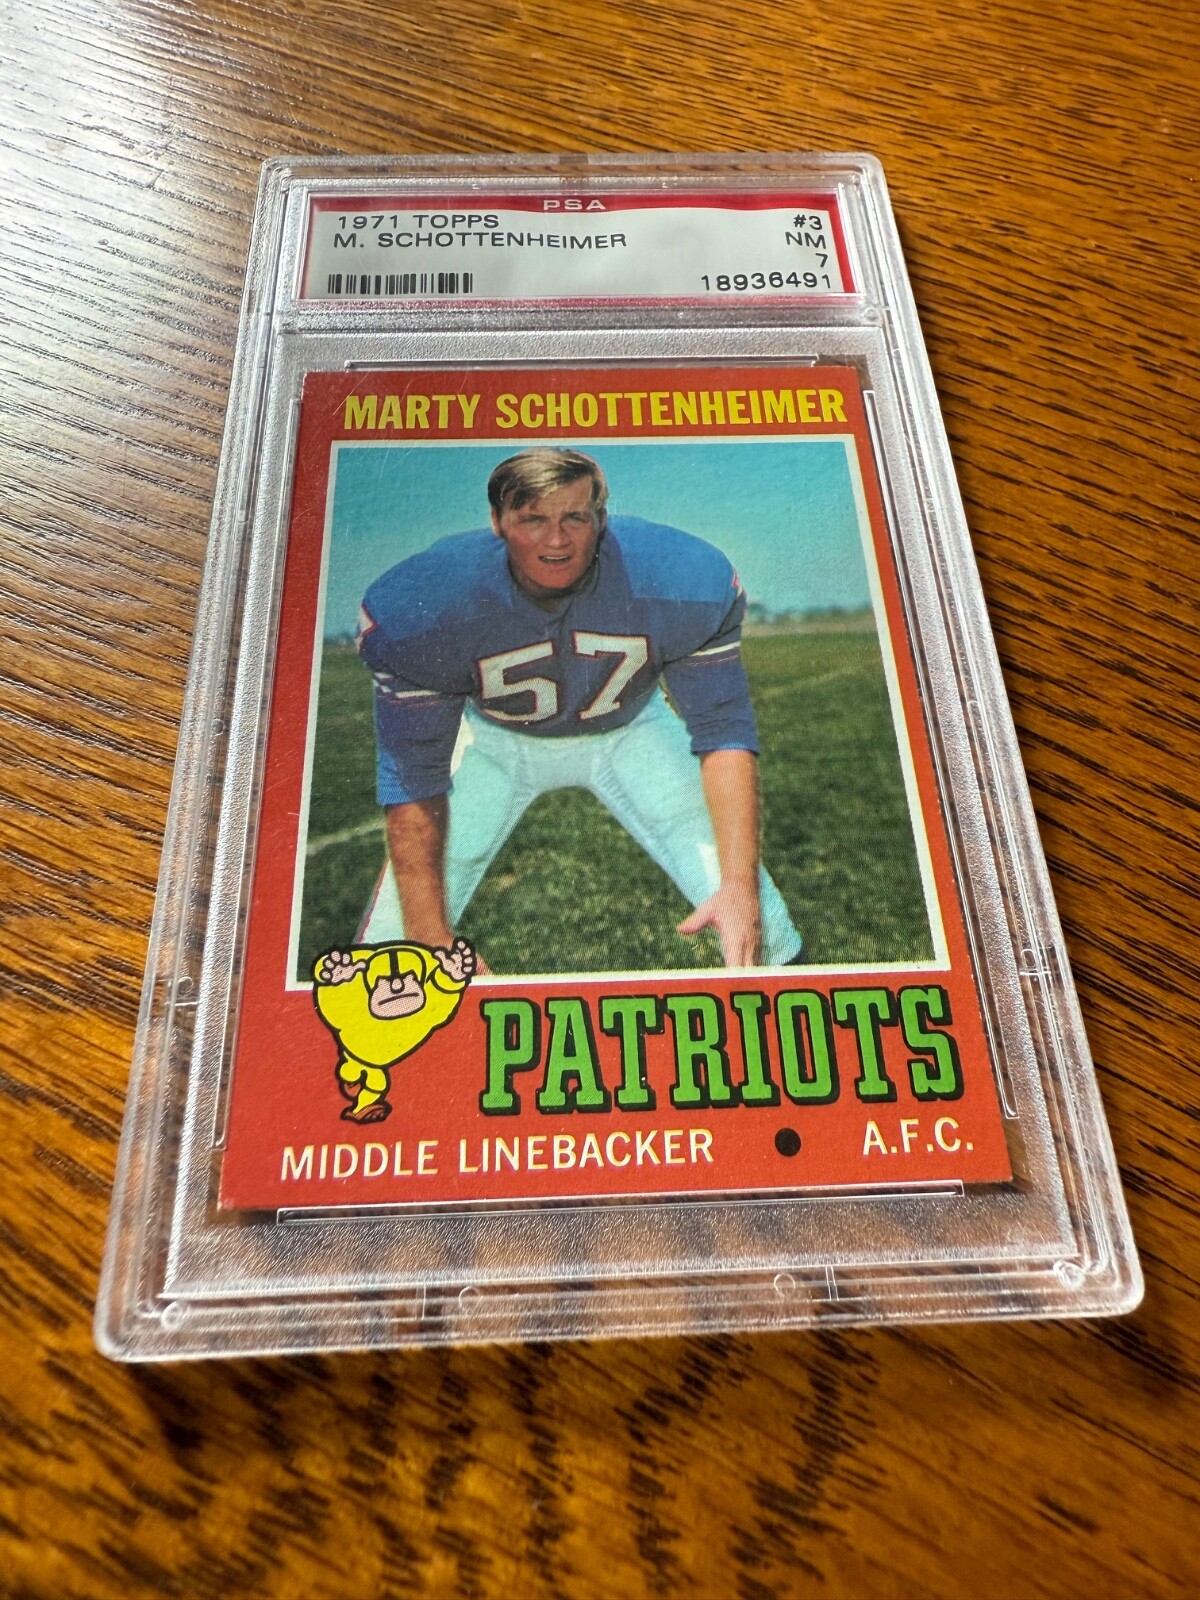 PSA
1971 TOPPS #3
M. SCHOTTENHEIMER NM
7
18936491
MARTY SCHOTTENHEIMER
57
PATRIOTS
MIDDLE LINEBACKER ● A.F.C.